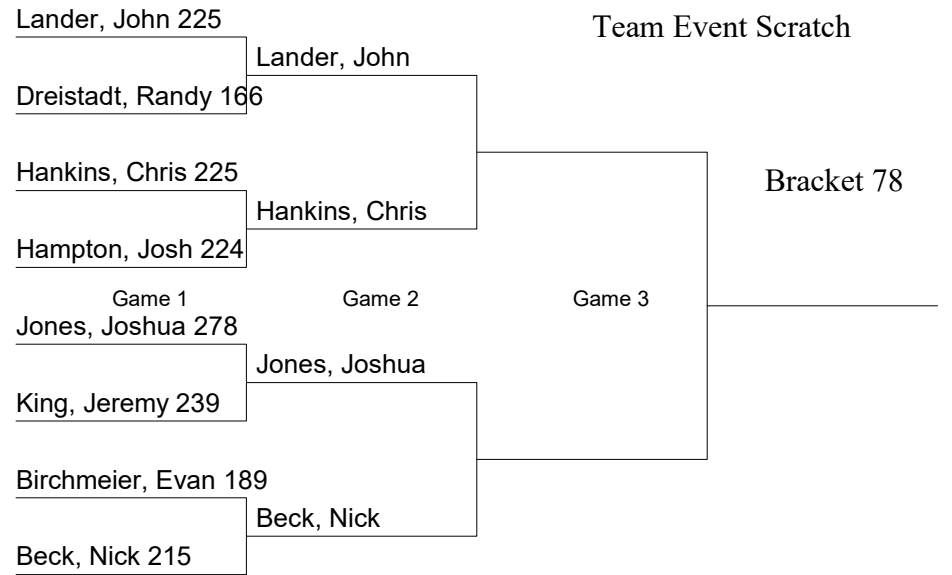 Lander, John 225
Team Event Scratch
Lander, John
Dreistadt, Randy 166
Hankins, Chris 225
Bracket 78
Hankins, Chris
Hampton, Josh 224
Game 1
Game 2
Game 3
Jones, Joshua 278
Jones, Joshua
King, Jeremy 239
Birchmeier, Evan 189
Beck, Nick
Beck, Nick 215